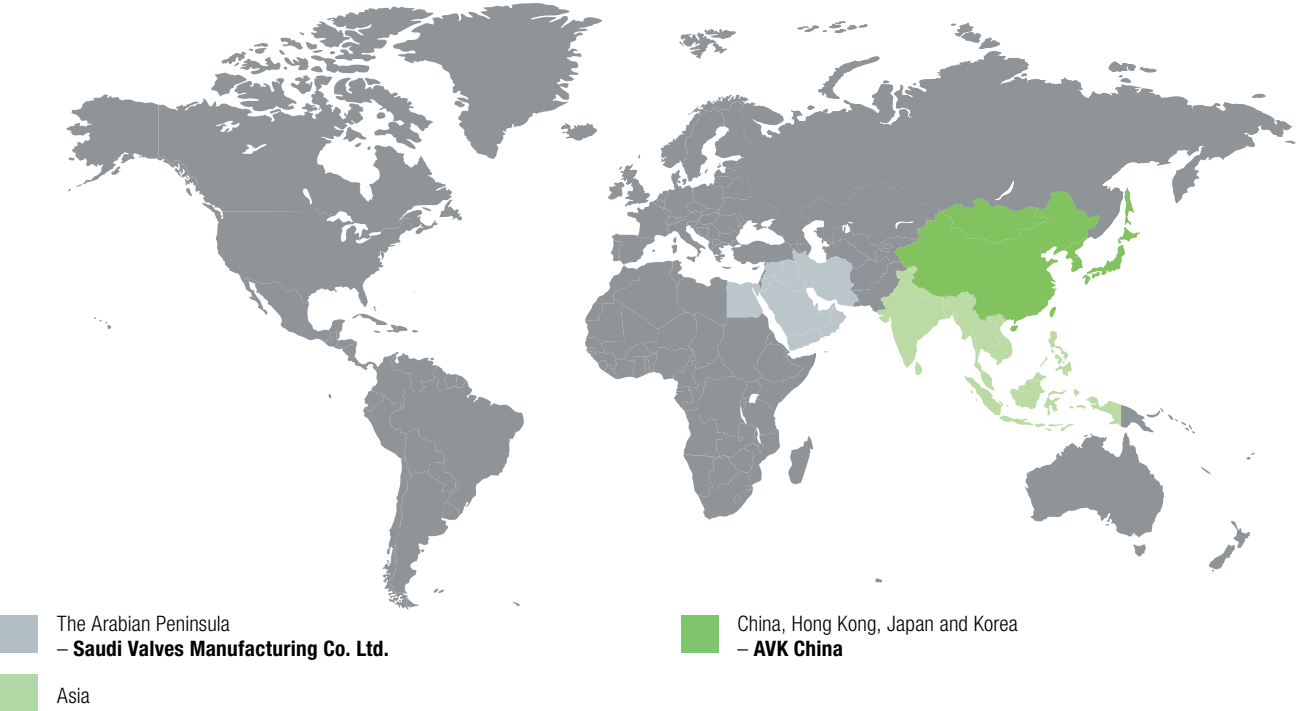 The Arabian Peninsula
– Saudi Valves Manufacturing Co. Ltd.
Asia
China, Hong Kong, Japan and Korea
– AVK China